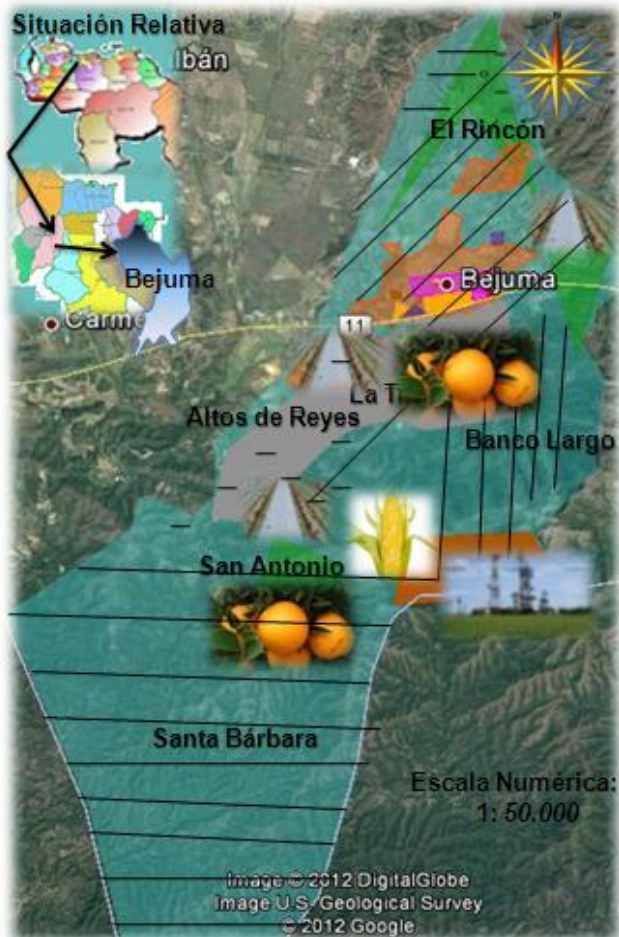 Situación Relativa
Ibán
El Rincón
Bejuma
Bejuma
Carme
11
La T
Altos de Reyes
Banco Largo
San Antonio
Santa Bárbara
Escala Numérica:
1: 50.000
Image © 2012 DigitalGlobe
Image U.S. Geological Survey
© 2012 Google